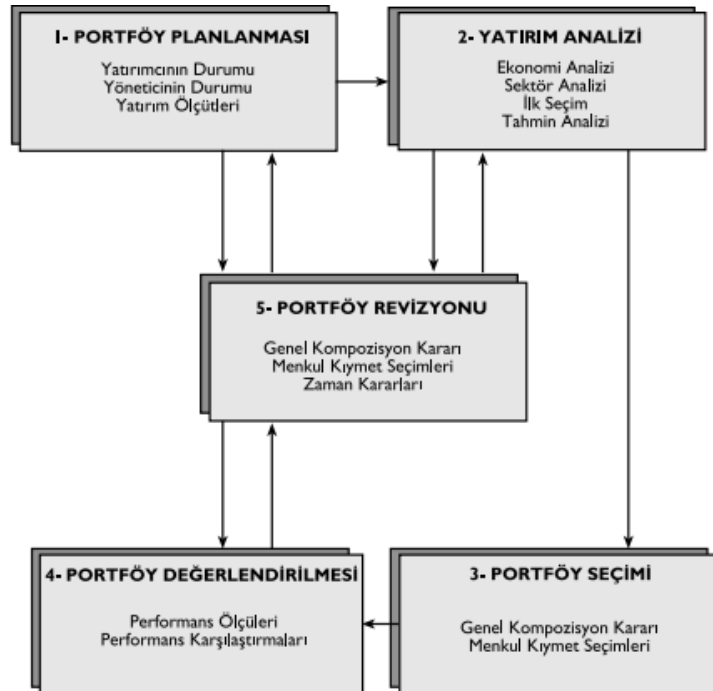 1- PORTFÖY PLANLANMASI
Yatırımcının Durumu
Yöneticinin Durumu
Yatırım Ölçütleri
2- YATIRIM ANALİZİ
Ekonomi Analizi
Sektör Analizi
İlk Seçim
Tahmin Analizi
5- PORTFÖY REVİZYONU
Genel Kompozisyon Kararı
Menkul Kıymet Seçimleri
Zaman Kararları
4- PORTFÖY DEĞERLENDİRİLMESİ
Performans Ölçüleri
Performans Karşılaştırmaları
3- PORTFÖY SEÇİMİ
Genel Kompozisyon Kararı
Menkul Kıymet Seçimleri